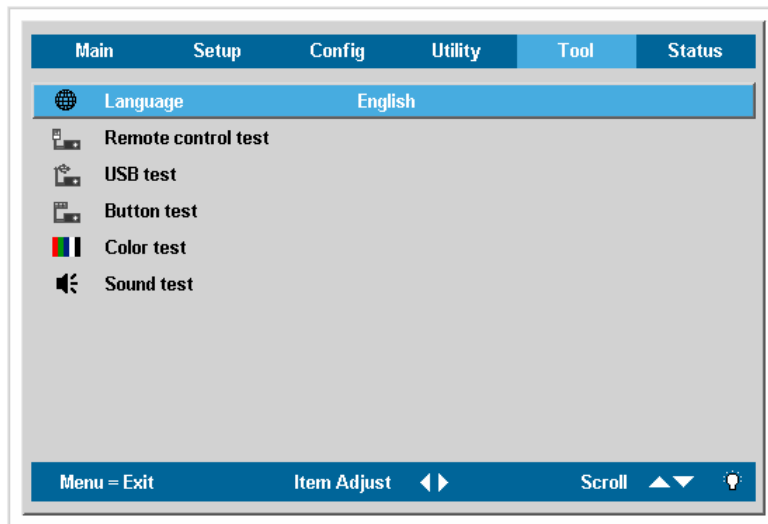 Main Setup Config Utility Tool Status
Language English
Remote control test
USB test
Button test
Color test
Sound test
Menu = Exit Item Adjust Scroll